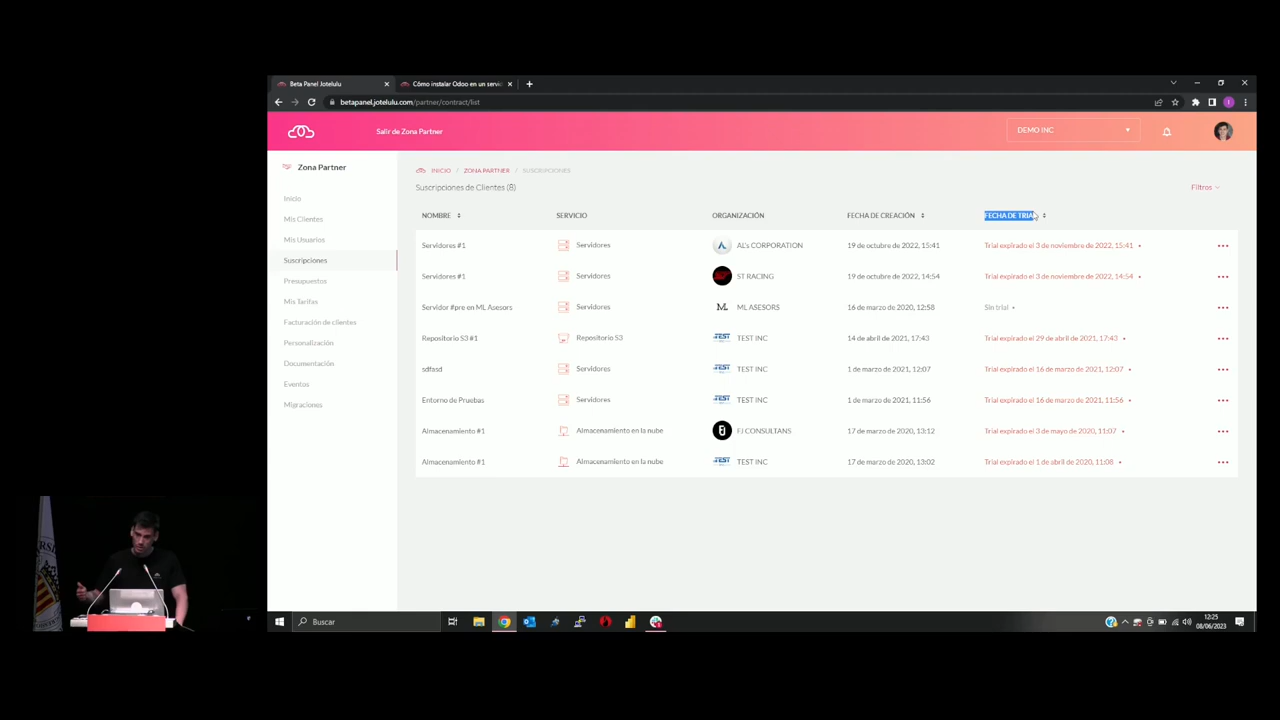 Beta Panel Jotelulu
Cómo instalar Odoo en un servi
betapanel.jotelulu.com/partner/contract/list
Salir de Zona Partner
DEMO INC
Zona Partner
Inicio
Mis Clientes
Mis Usuarios
Suscripciones
Presupuestos
Mis Tarifas
Facturación de clientes
Personalización
Documentación
Eventos
Migraciones
INICIO / ZONA PARTNER / SUSCRIPCIONES
Suscripciones de Clientes (8)
Filtros
NOMBRE SERVICIO ORGANIZACIÓN FECHA DE CREACIÓN FECHA DE TRIAL
Servidores #1 Servidores AL's CORPORATION 19 de octubre de 2022, 15:41 Trial expirado el 3 de noviembre de 2022, 15:41
Servidores #1 Servidores ST RACING 19 de octubre de 2022, 14:54 Trial expirado el 3 de noviembre de 2022, 14:54
Servidor #pre en ML Asesors Servidores ML ASESORS 16 de marzo de 2020, 12:58 Sin trial
Repositorio S3 #1 Repositorio S3 TEST INC 14 de abril de 2021, 17:43 Trial expirado el 29 de abril de 2021, 17:43
sdfasd Servidores TEST INC 1 de marzo de 2021, 12:07 Trial expirado el 16 de marzo de 2021, 12:07
Entorno de Pruebas Servidores TEST INC 1 de marzo de 2021, 11:56 Trial expirado el 16 de marzo de 2021, 11:56
Almacenamiento #1 Almacenamiento en la nube FJ CONSULTANS 17 de marzo de 2020, 13:12 Trial expirado el 3 de mayo de 2020, 11:07
Almacenamiento #1 Almacenamiento en la nube TEST INC 17 de marzo de 2020, 13:02 Trial expirado el 1 de abril de 2020, 11:08
Buscar
12:25
08/06/2023